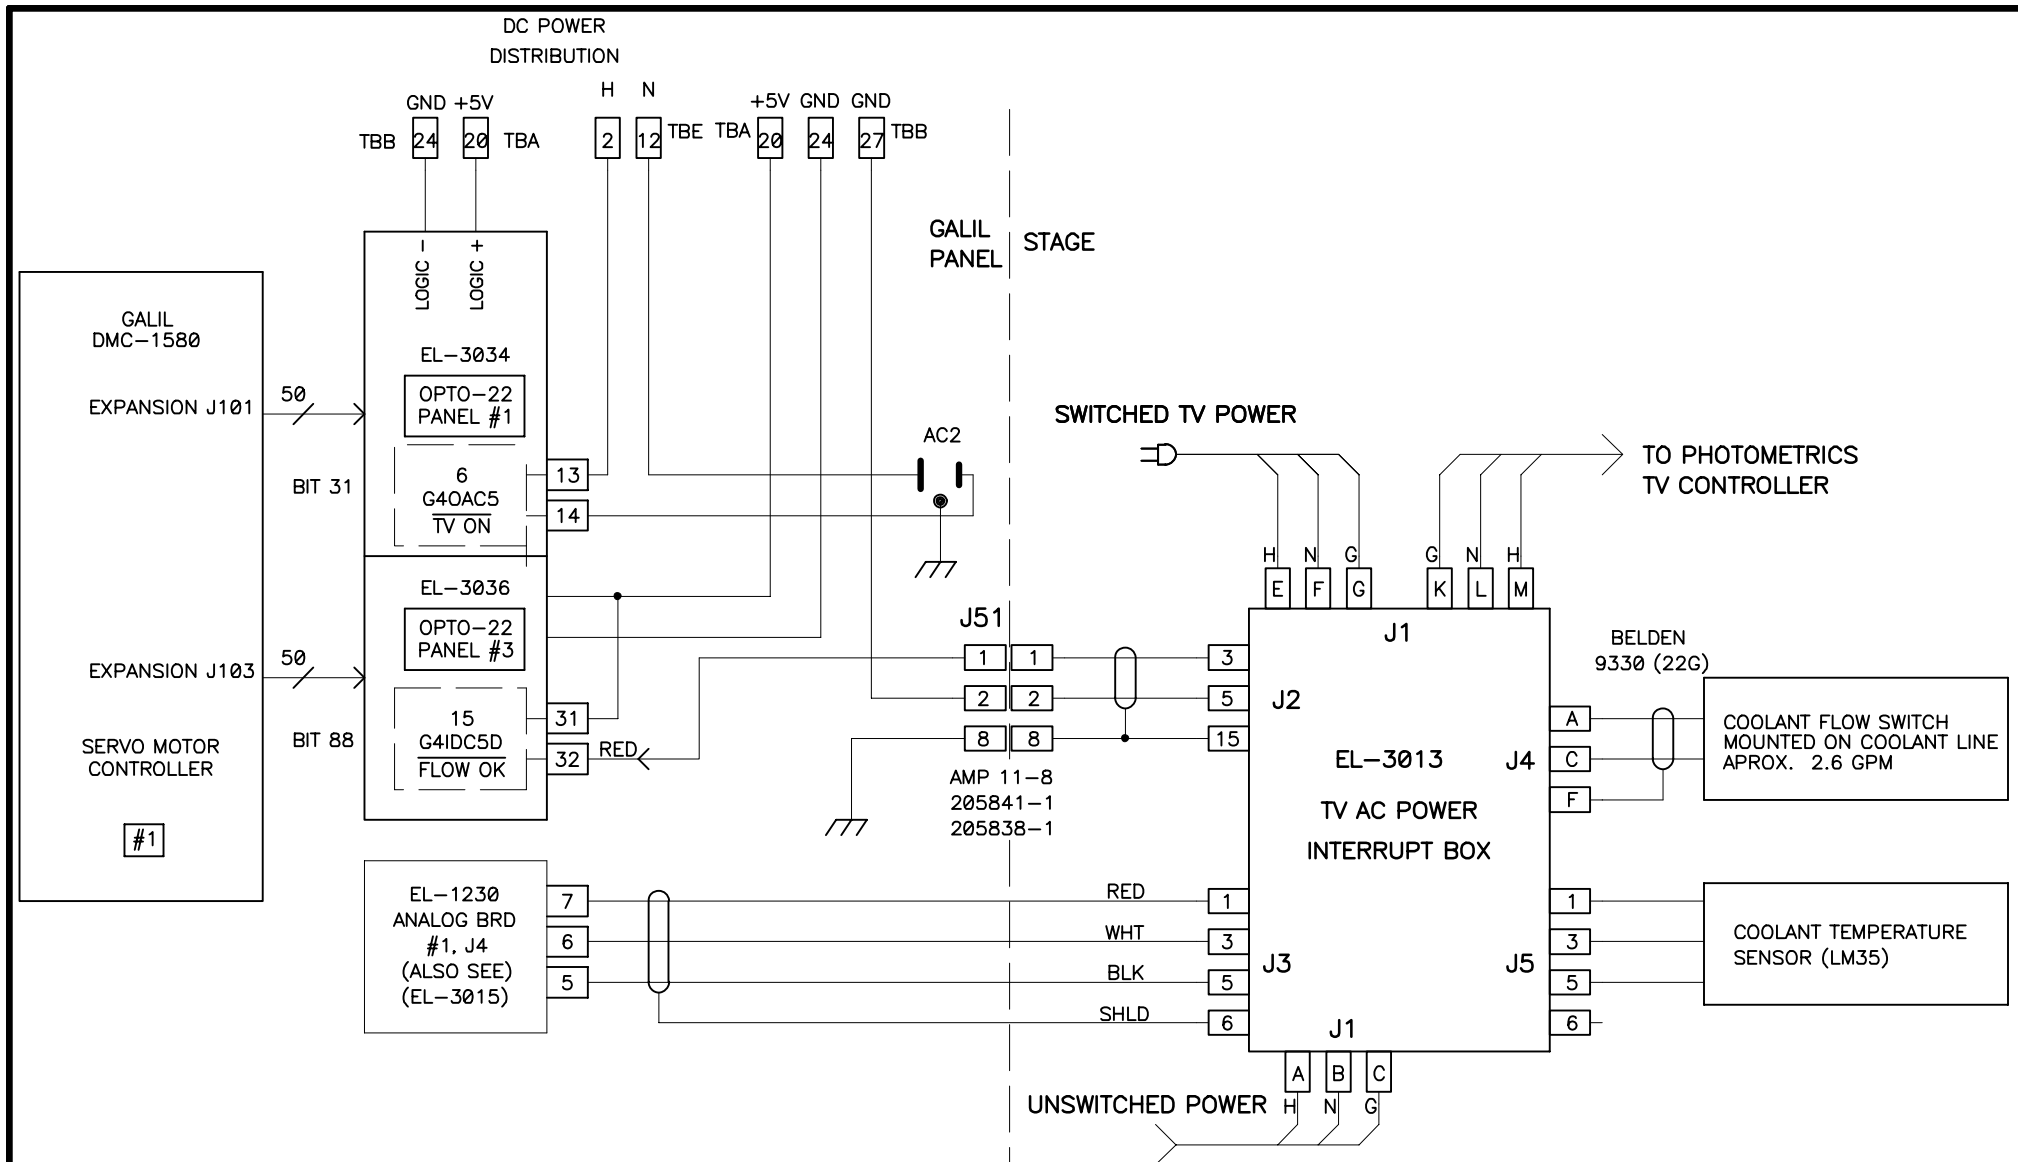 DC POWER
DISTRIBUTION
H N
GND +5V
+5V GND GND
TBB 24 20 TBA
2 12 TBE
TBA 20 24 27 TBB
GALIL
PANEL
STAGE
LOGIC -
LOGIC +
GALIL
DMC-1580
EXPANSION J101
50
BIT 31
EL-3034
OPTO-22
PANEL #1
6
G4OAC5
TV ON
13
14
AC2
SWITCHED TV POWER
TO PHOTOMETRICS
TV CONTROLLER
H N G
G N H
E F G
K L M
EXPANSION J103
50
BIT 88
SERVO MOTOR
CONTROLLER
#1
EL-3036
OPTO-22
PANEL #3
15
G4IDC5D
FLOW OK
31
32
RED
J51
1 1
2 2
8 8
AMP 11-8
205841-1
205838-1
3
5
15
J1
J2
EL-3013
TV AC POWER
INTERRUPT BOX
J4
A
C
F
BELDEN
9330 (22G)
COOLANT FLOW SWITCH
MOUNTED ON COOLANT LINE
APROX. 2.6 GPM
EL-1230
ANALOG BRD
#1, J4
(ALSO SEE)
(EL-3015)
7
6
5
RED
WHT
BLK
SHLD
1
3
5
6
J3
J5
1
3
5
6
COOLANT TEMPERATURE
SENSOR (LM35)
J1
A B C
UNSWITCHED POWER H N G